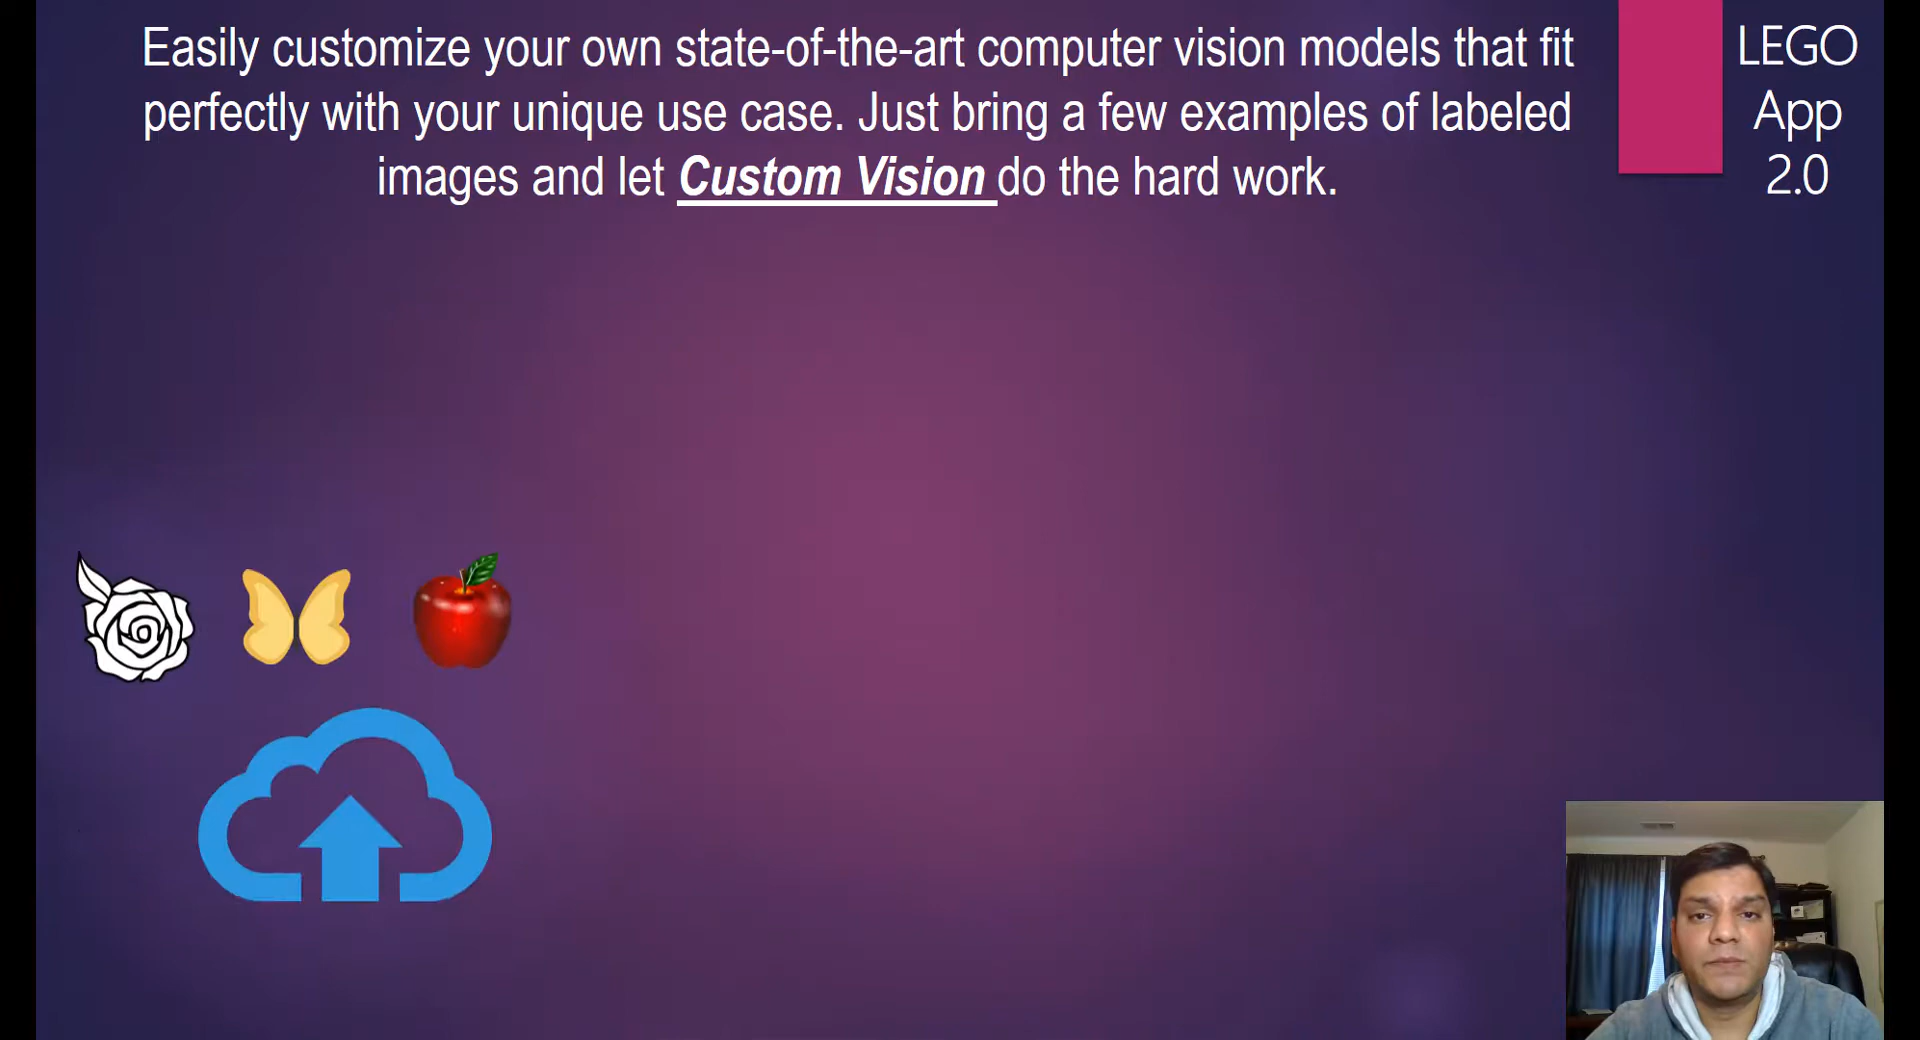 Easily customize your own state-of-the-art computer vision models that fit
perfectly with your unique use case. Just bring a few examples of labeled
images and let Custom Vision do the hard work.
LEGO
App
2.0